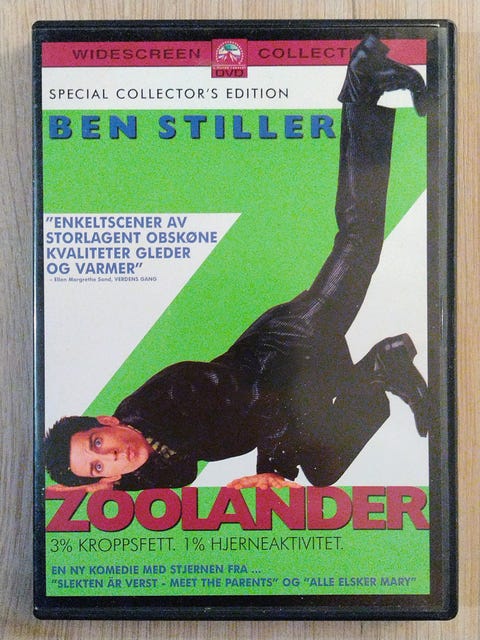 WIDESCREEN COLLECTI
DVD
SPECIAL COLLECTOR'S EDITION
BEN STILLER
"ENKELTSCENER AV
STORLAGENT OBSKØNE
KVALITETER GLEDER
OG VARMER"
- Ellen Margrethe Sand, VERDENS GANG
ZOOLANDER
3% KROPPSFETT. 1% HJERNEAKTIVITET.
EN NY KOMEDIE MED STJERNEN FRA ...
"SLEKTEN ÄR VERST - MEET THE PARENTS" OG "ALLE ELSKER MARY"